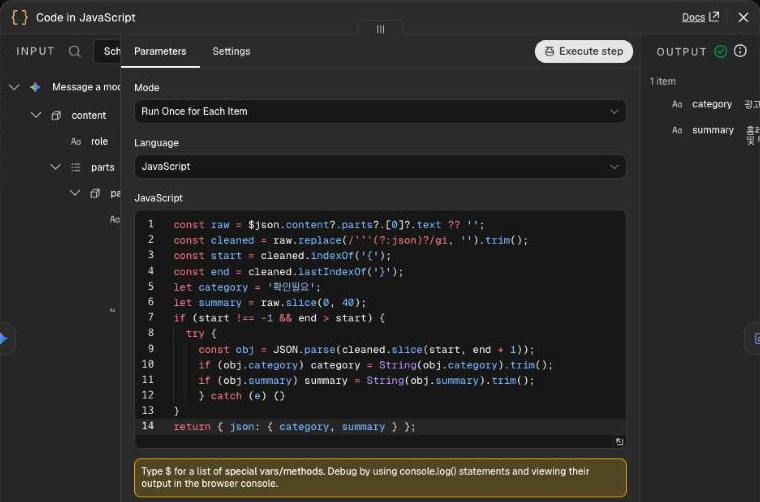 Code in JavaScript
Docs
INPUT
Sch
Parameters
Settings
Execute step
OUTPUT
Message a mod
content
role
parts
pa
Mode
Run Once for Each Item
Language
JavaScript
JavaScript
1 const raw = $json.content?.parts?.[0]?.text ?? '';
2 const cleaned = raw.replace(/```(?:json)?/gi, '').trim();
3 const start = cleaned.indexOf('{');
4 const end = cleaned.lastIndexOf('}');
5 let category = '확인필요';
6 let summary = raw.slice(0, 40);
7 if (start !== -1 && end > start) {
8 try {
9 const obj = JSON.parse(cleaned.slice(start, end + 1));
10 if (obj.category) category = String(obj.category).trim();
11 if (obj.summary) summary = String(obj.summary).trim();
12 } catch (e) {}
13 }
14 return { json: { category, summary } };
Type $ for a list of special vars/methods. Debug by using console.log() statements and viewing their
output in the browser console.
1 item
category 광고
summary
및